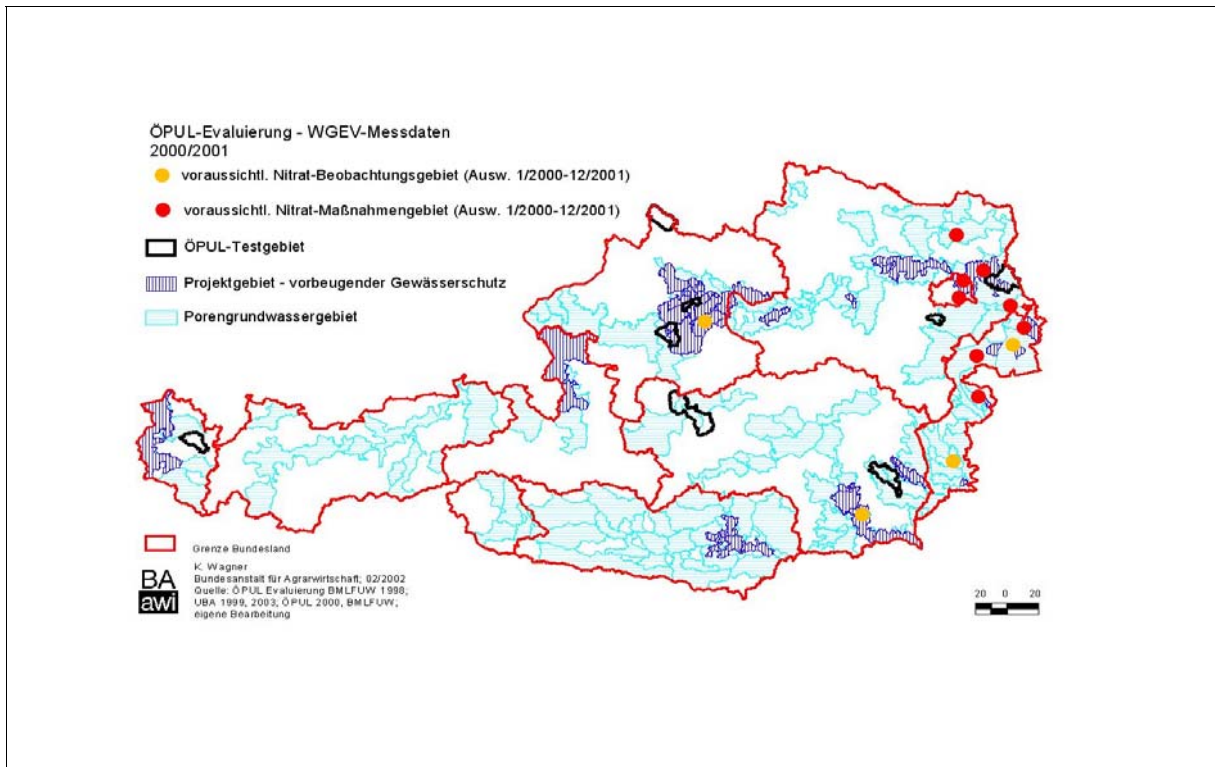 ÖPUL-Evaluierung - WGEV-Messdaten
2000/2001
voraussichtl. Nitrat-Beobachtungsgebiet (Ausw. 1/2000-12/2001)
voraussichtl. Nitrat-Maßnahmengebiet (Ausw. 1/2000-12/2001)
ÖPUL-Testgebiet
Projektgebiet - vorbeugender Gewässerschutz
Porengrundwassergebiet
Grenze Bundesland
BA
awi
K. Wagner
Bundesanstalt für Agrarwirtschaft; 02/2002
Quelle: ÖPUL Evaluierung BMLFUW 1998;
UBA 1999, 2003; ÖPUL 2000, BMLFUW;
eigene Bearbeitung
20 0 20